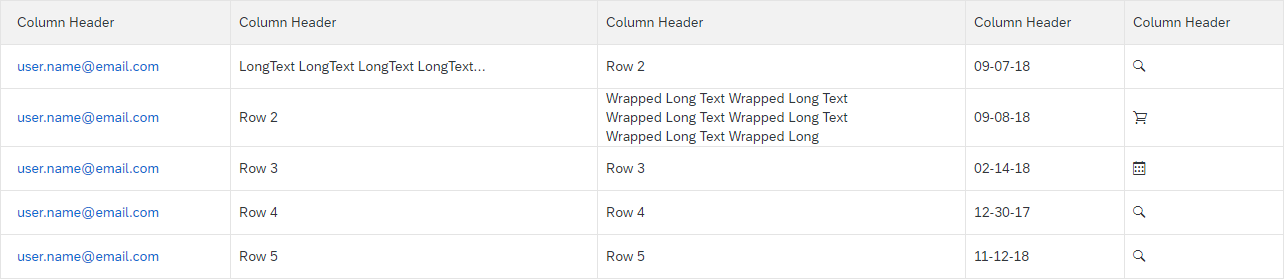 Column Header Column Header Column Header Column Header Column Header
user.name@email.com LongText LongText LongText LongText... Row 2 09-07-18
Wrapped Long Text Wrapped Long Text
user.name@email.com Row 2 Wrapped Long Text Wrapped Long Text 09-08-18
Wrapped Long Text Wrapped Long
user.name@email.com Row 3 Row 3 02-14-18
user.name@email.com Row 4 Row 4 12-30-17
user.name@email.com Row 5 Row 5 11-12-18